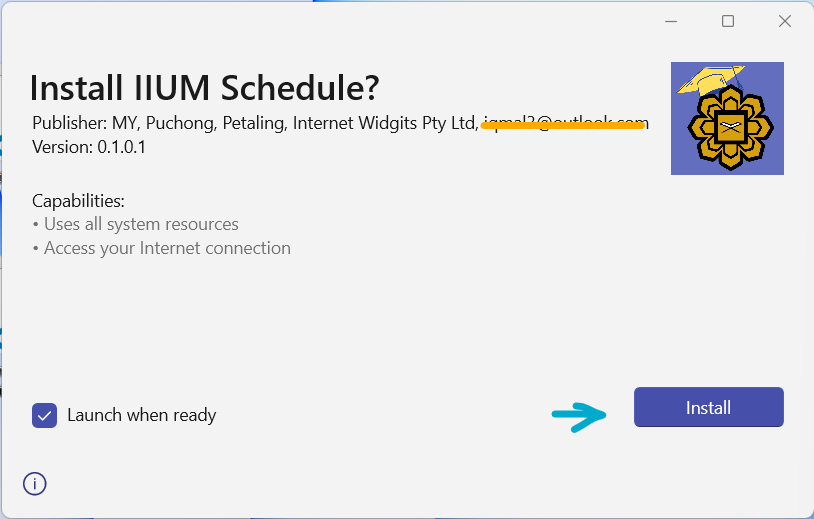 Install IIUM Schedule?
Publisher: MY, Puchong, Petaling, Internet Widgits Pty Ltd,
Version: 0.1.0.1
Capabilities:
• Uses all system resources
• Access your Internet connection
Launch when ready
Install